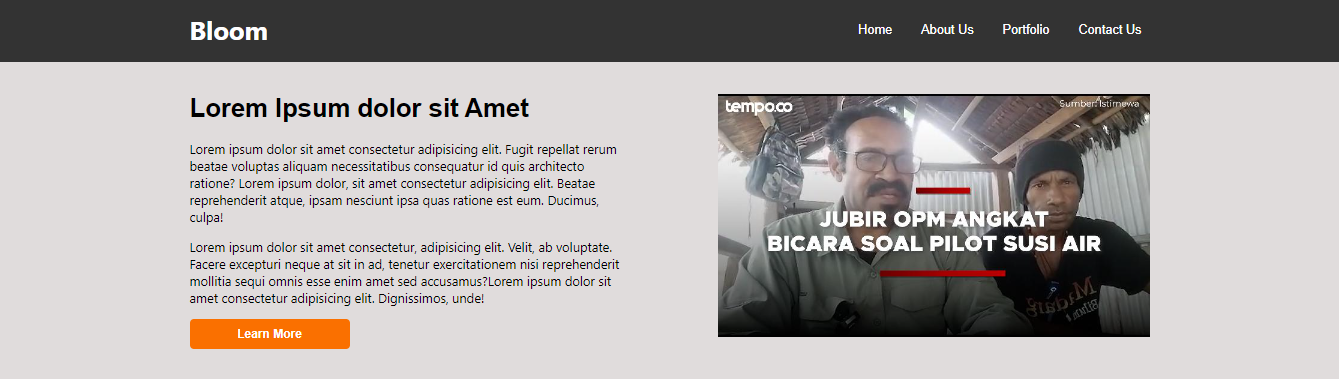 Bloom
Home About Us Portfolio Contact Us
Lorem Ipsum dolor sit Amet
Lorem ipsum dolor sit amet consectetur adipisicing elit. Fugit repellat rerum
beatae voluptas aliquam necessitatibus consequatur id quis architecto
ratione? Lorem ipsum dolor, sit amet consectetur adipisicing elit. Beatae
reprehenderit atque, ipsam nesciunt ipsa quas ratione est eum. Ducimus,
culpa!
Lorem ipsum dolor sit amet consectetur, adipisicing elit. Velit, ab voluptate.
Facere excepturi neque at sit in ad, tenetur exercitationem nisi reprehenderit
mollitia sequi omnis esse enim amet sed accusamus?Lorem ipsum dolor sit
amet consectetur adipisicing elit. Dignissimos, unde!
Learn More
tempo.co
Sumber: Istimewa
JUBIR OPM ANGKAT
BICARA SOAL PILOT SUSI AIR